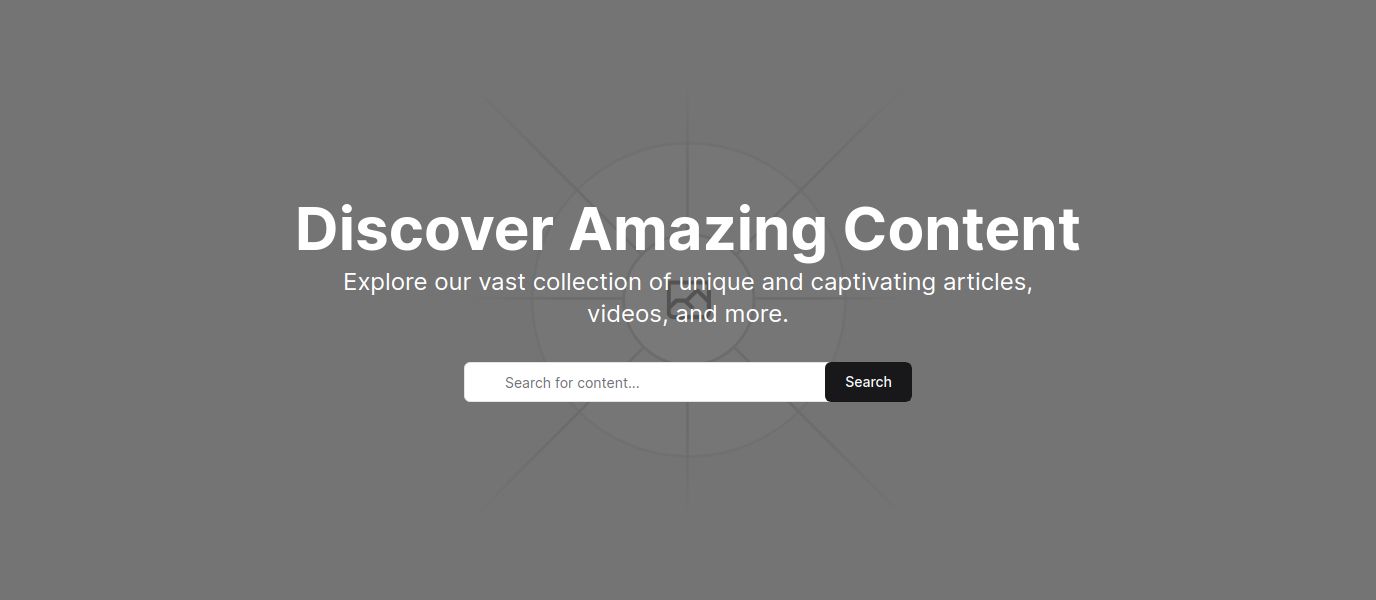 Discover Amazing Content
Explore our vast collection of unique and captivating articles,
videos, and more.
Search for content...
Search